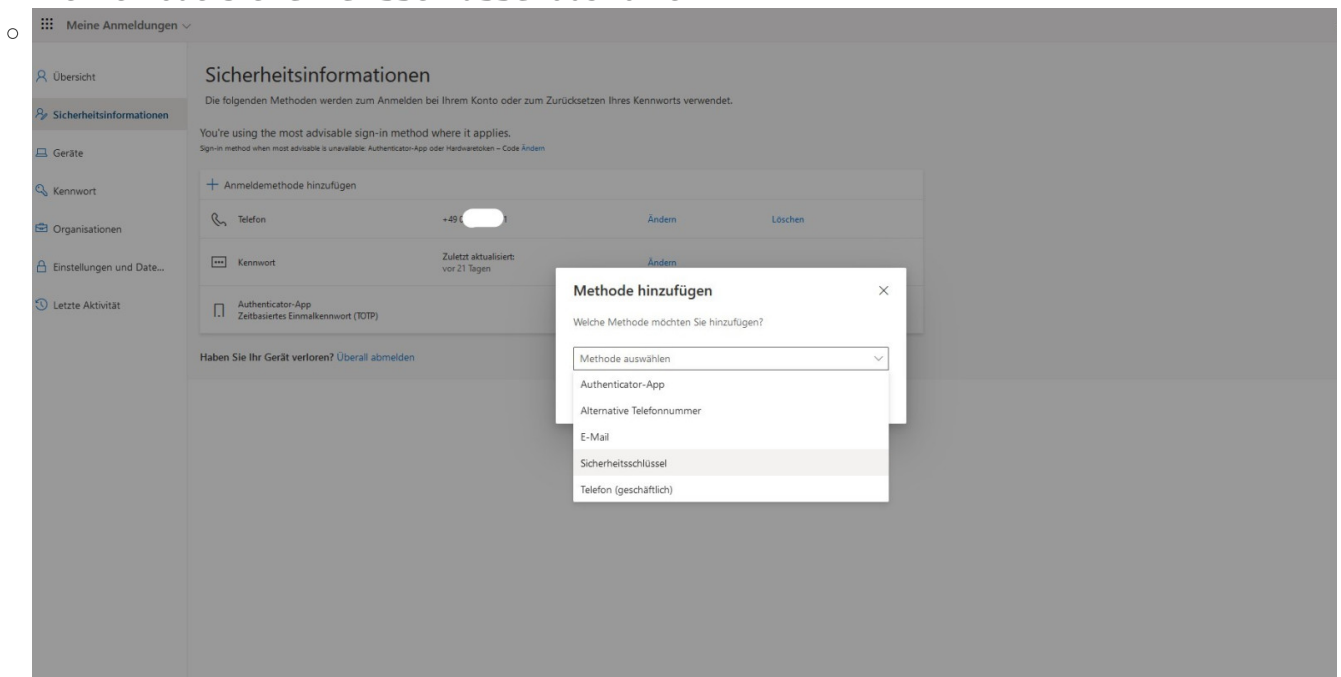 Meine Anmeldungen
Übersicht
Sicherheitsinformationen
Geräte
Kennwort
Organisationen
Einstellungen und Date...
Letzte Aktivität
Sicherheitsinformationen
Die folgenden Methoden werden zum Anmelden bei Ihrem Konto oder zum Zurücksetzen Ihres Kennworts verwendet.
You're using the most advisable sign-in method where it applies.
Sign-in method when most advisable is unavailable: Authenticator-App oder Hardwaretoken – Code Ändern
Anmeldemethode hinzufügen
Telefon +49 Ändern Löschen
Kennwort Zuletzt aktualisiert: vor 21 Tagen Ändern
Authenticator-App
Zeitbasiertes Einmalkennwort (TOTP)
Haben Sie Ihr Gerät verloren? Überall abmelden
Methode hinzufügen
Welche Methode möchten Sie hinzufügen?
Methode auswählen
Authenticator-App
Alternative Telefonnummer
E-Mail
Sicherheitsschlüssel
Telefon (geschäftlich)